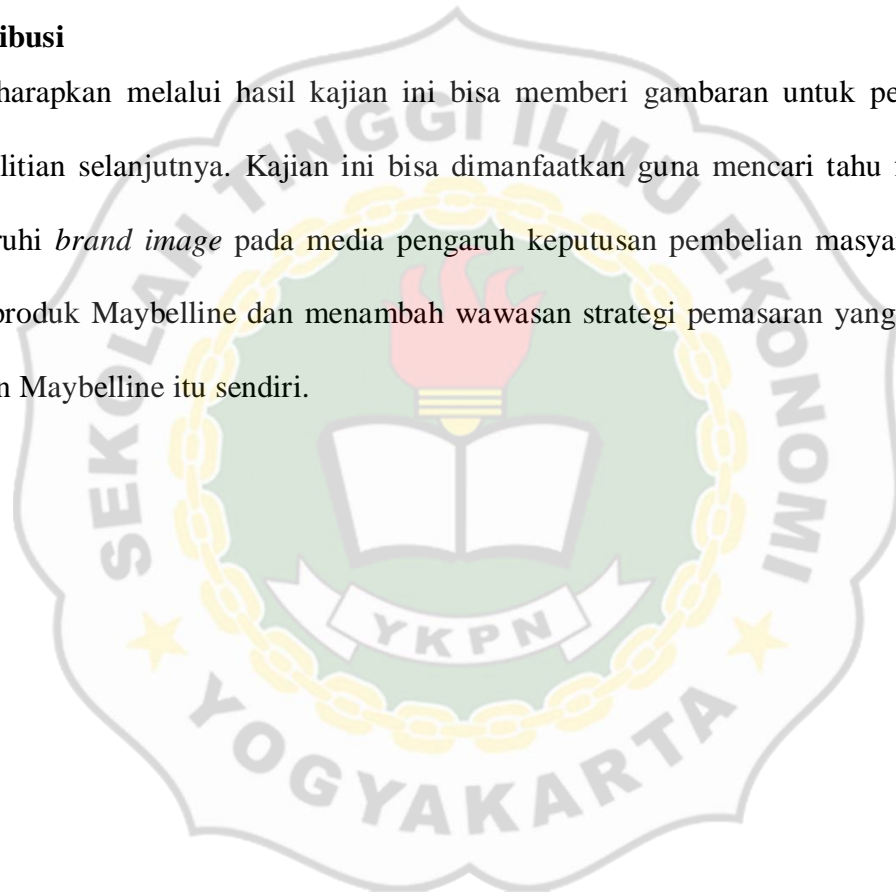 ibusi
harapkan melalui hasil kajian ini bisa memberi gambaran untuk pe
litian selanjutnya. Kajian ini bisa dimanfaatkan guna mencari tahu
ruhi brand image pada media pengaruh keputusan pembelian masya
produk Maybelline dan menambah wawasan strategi pemasaran yang
n Maybelline itu sendiri.
SEKOLAH TINGGI ILMU EKONOMI
YKPN
YOGYAKARTA